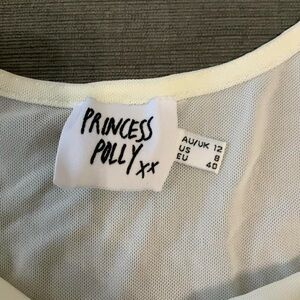 PRINCESS
POLLY xx
AU/UK 12
US 8
EU 40